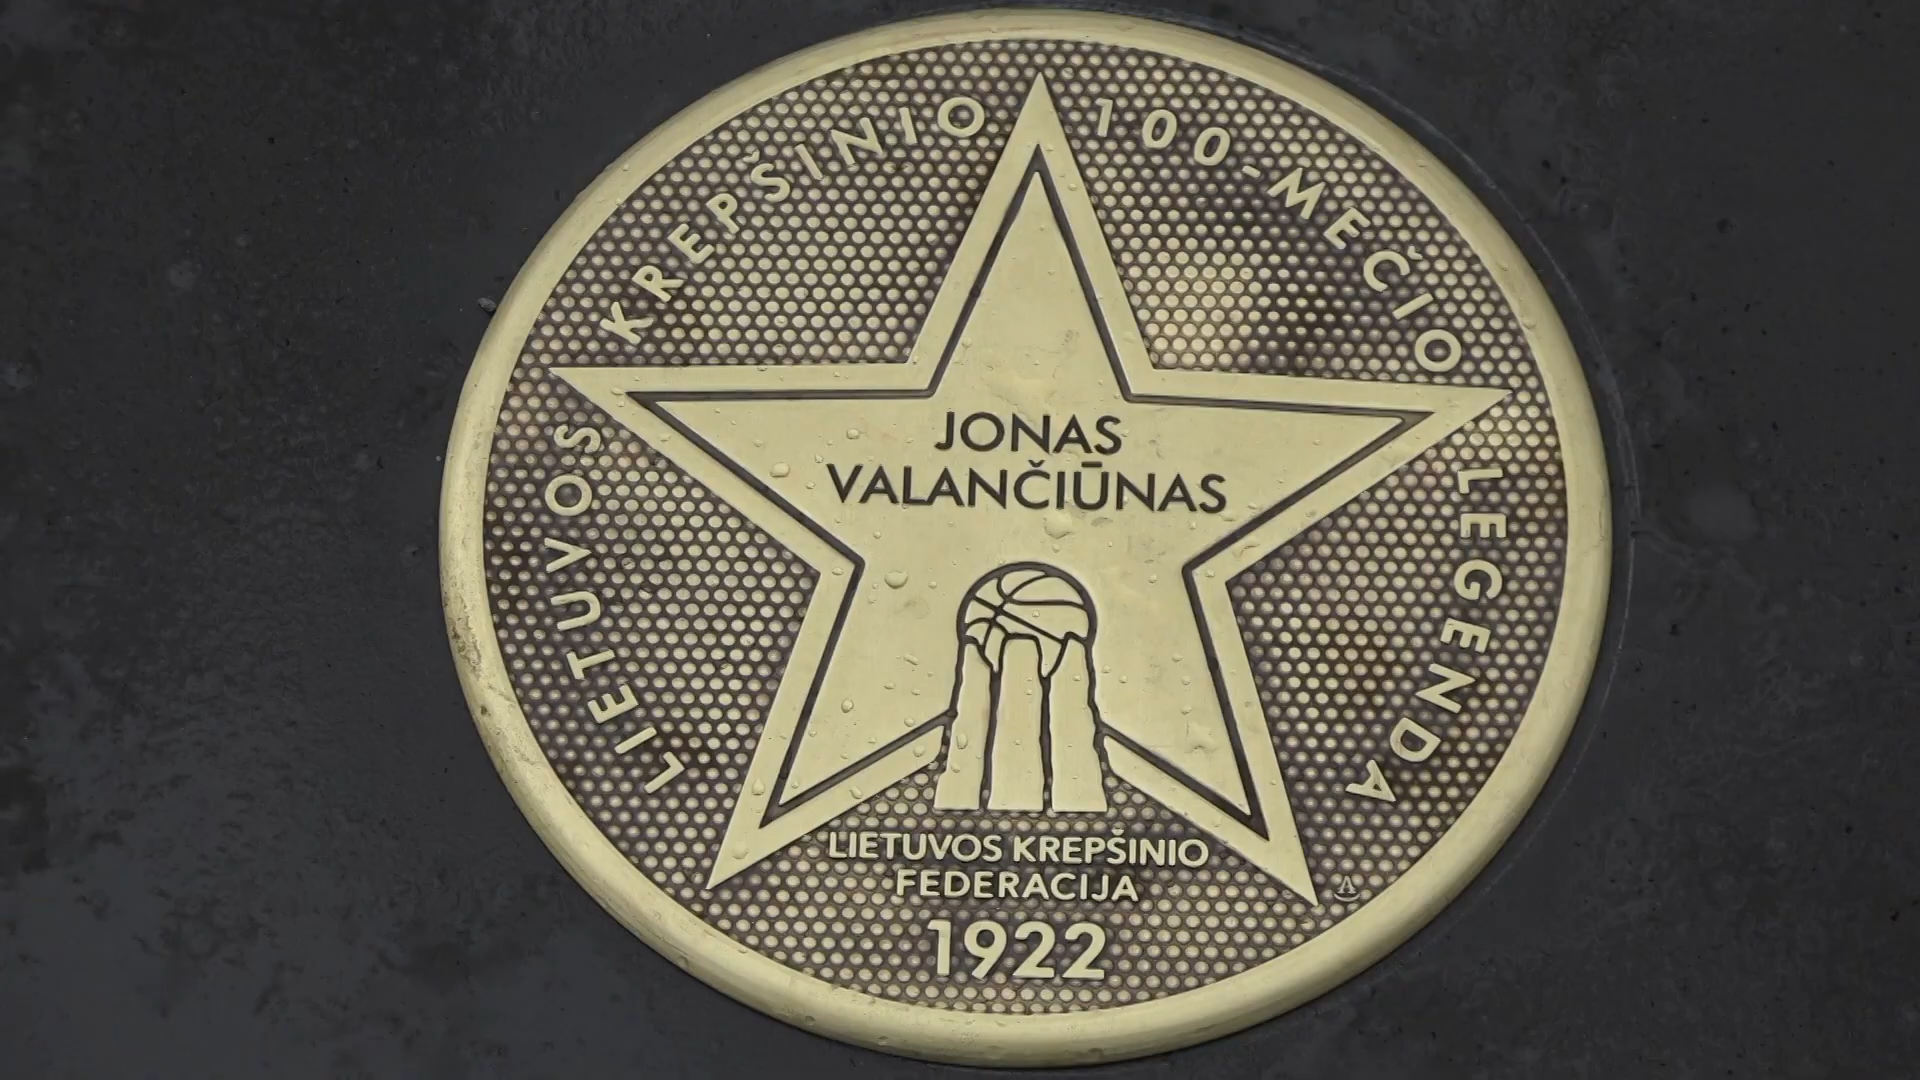 LIETUVOS KREPŠINIO 100-MEČIO LEGENDA
JONAS
VALANČIŪNAS
LIETUVOS KREPŠINIO
FEDERACIJA
1922
A